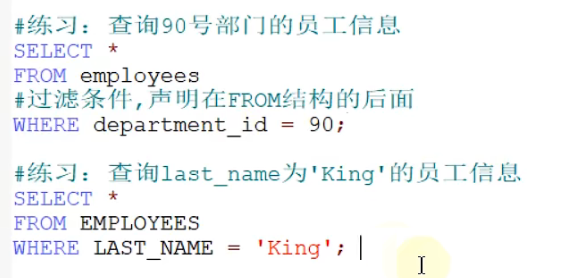 #练习：查询90号部门的员工信息
SELECT *
FROM employees
#过滤条件,声明在FROM结构的后面
WHERE department_id = 90;
#练习：查询last_name为'King'的员工信息
SELECT *
FROM EMPLOYEES
WHERE LAST_NAME = 'King';